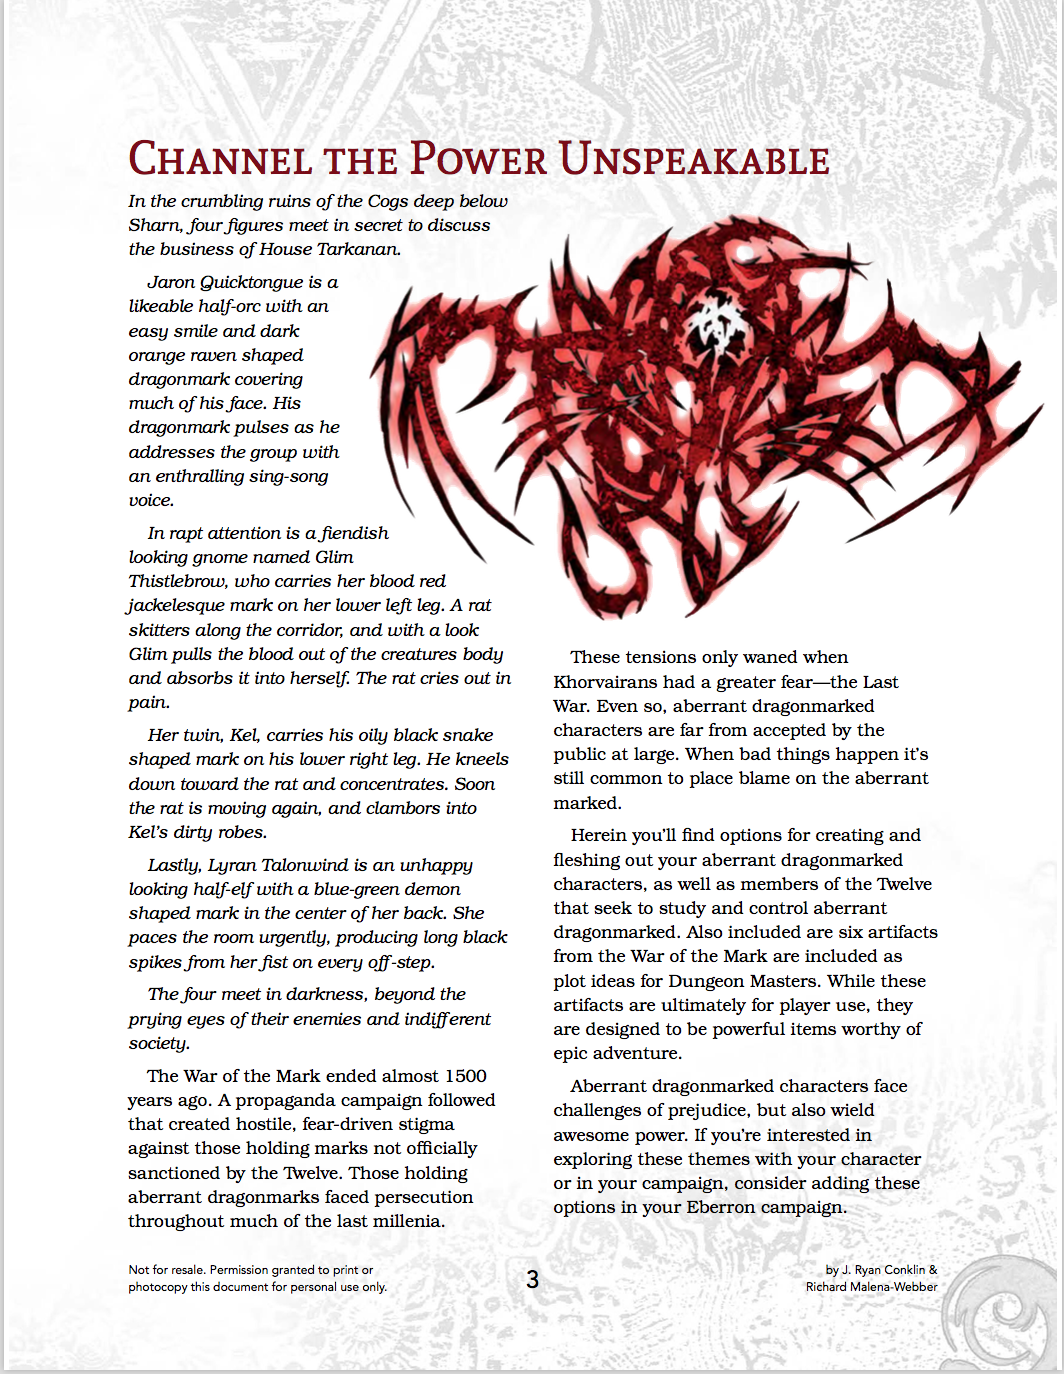 Channel the Power Unspeakable
In the crumbling ruins of the Cogs deep below
Sharn, four figures meet in secret to discuss
the business of House Tarkanan.
Jaron Quicktongue is a
likeable half-orc with an
easy smile and dark
orange raven shaped
dragonmark covering
much of his face. His
dragonmark pulses as he
addresses the group with
an enthralling sing-song
voice.
In rapt attention is a fiendish
looking gnome named Glim
Thistlebrow, who carries her blood red
jackelesque mark on her lower left leg. A rat
skitters along the corridor, and with a look
Glim pulls the blood out of the creatures body
and absorbs it into herself. The rat cries out in
pain.
Her twin, Kel, carries his oily black snake
shaped mark on his lower right leg. He kneels
down toward the rat and concentrates. Soon
the rat is moving again, and clambors into
Kel's dirty robes.
Lastly, Lyran Talonwind is an unhappy
looking half-elf with a blue-green demon
shaped mark in the center of her back. She
paces the room urgently, producing long black
spikes from her fist on every off-step.
The four meet in darkness, beyond the
prying eyes of their enemies and indifferent
society.
The War of the Mark ended almost 1500
years ago. A propaganda campaign followed
that created hostile, fear-driven stigma
against those holding marks not officially
sanctioned by the Twelve. Those holding
aberrant dragonmarks faced persecution
throughout much of the last millenia.
These tensions only waned when
Khorvairans had a greater fear—the Last
War. Even so, aberrant dragonmarked
characters are far from accepted by the
public at large. When bad things happen it's
still common to place blame on the aberrant
marked.
Herein you'll find options for creating and
fleshing out your aberrant dragonmarked
characters, as well as members of the Twelve
that seek to study and control aberrant
dragonmarked. Also included are six artifacts
from the War of the Mark are included as
plot ideas for Dungeon Masters. While these
artifacts are ultimately for player use, they
are designed to be powerful items worthy of
epic adventure.
Aberrant dragonmarked characters face
challenges of prejudice, but also wield
awesome power. If you're interested in
exploring these themes with your character
or in your campaign, consider adding these
options in your Eberron campaign.
Not for resale. Permission granted to print or
photocopy this document for personal use only.
3
by J. Ryan Conklin &
Richard Malena-Webber